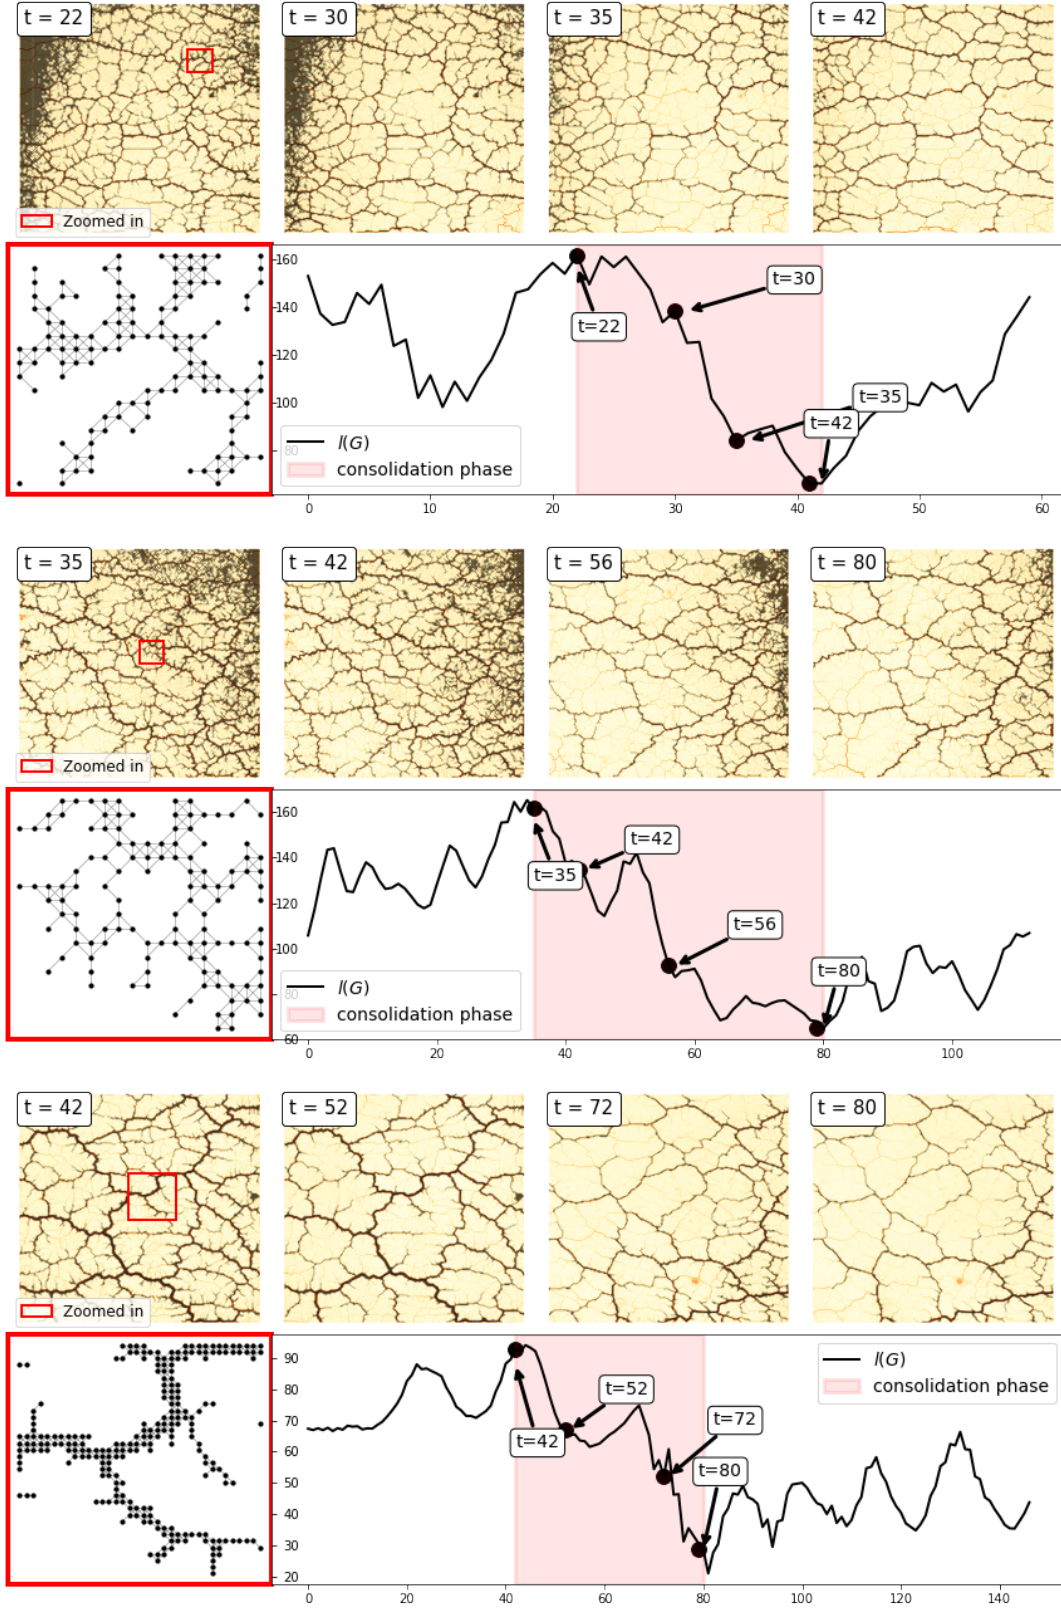 t = 22 t = 30 t = 35 t = 42
Zoomed in
160
140
120
100
80
t=22
t=30
t=35
t=42
l(G)
consolidation phase
0 10 20 30 40 50 60
t = 35 t = 42 t = 56 t = 80
Zoomed in
160
140
120
100
80
60
t=35
t=42
t=56
t=80
l(G)
consolidation phase
0 20 40 60 80 100
t = 42 t = 52 t = 72 t = 80
Zoomed in
90
80
70
60
50
40
30
20
t=42
t=52
t=72
t=80
l(G)
consolidation phase
0 20 40 60 80 100 120 140